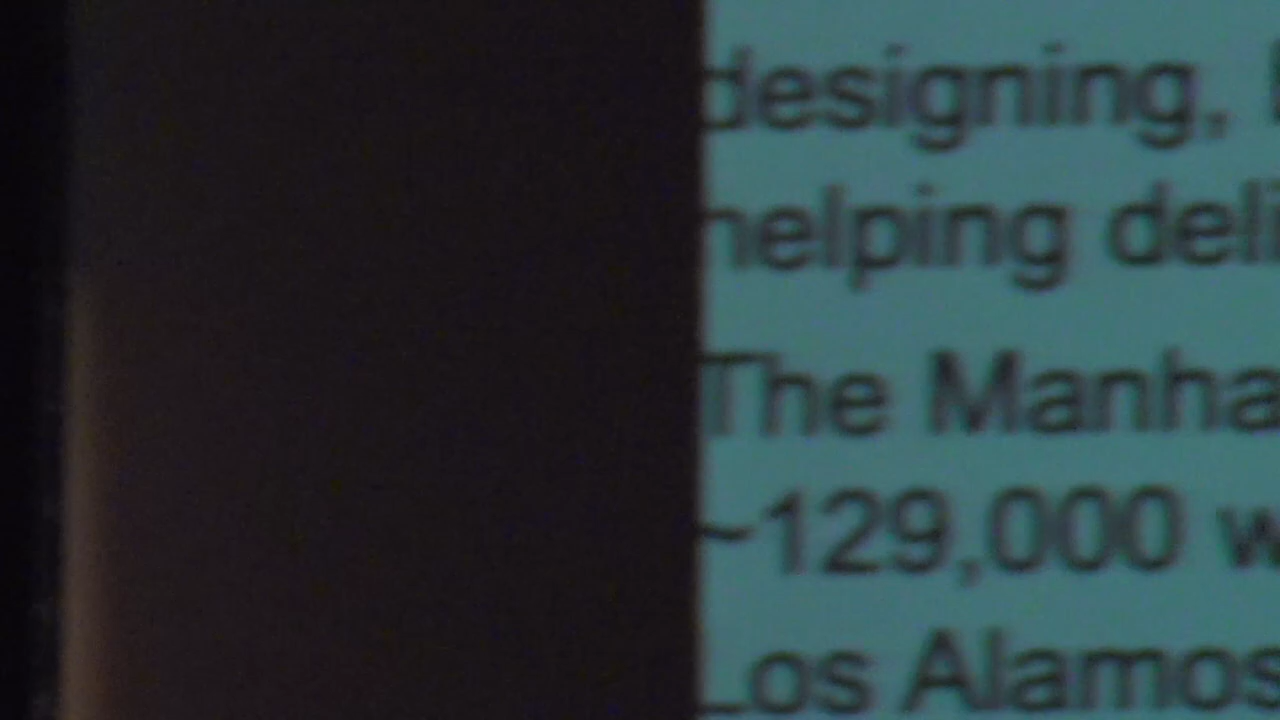 designing,
helping deli
The Manha
~129,000 w
Los Alamos